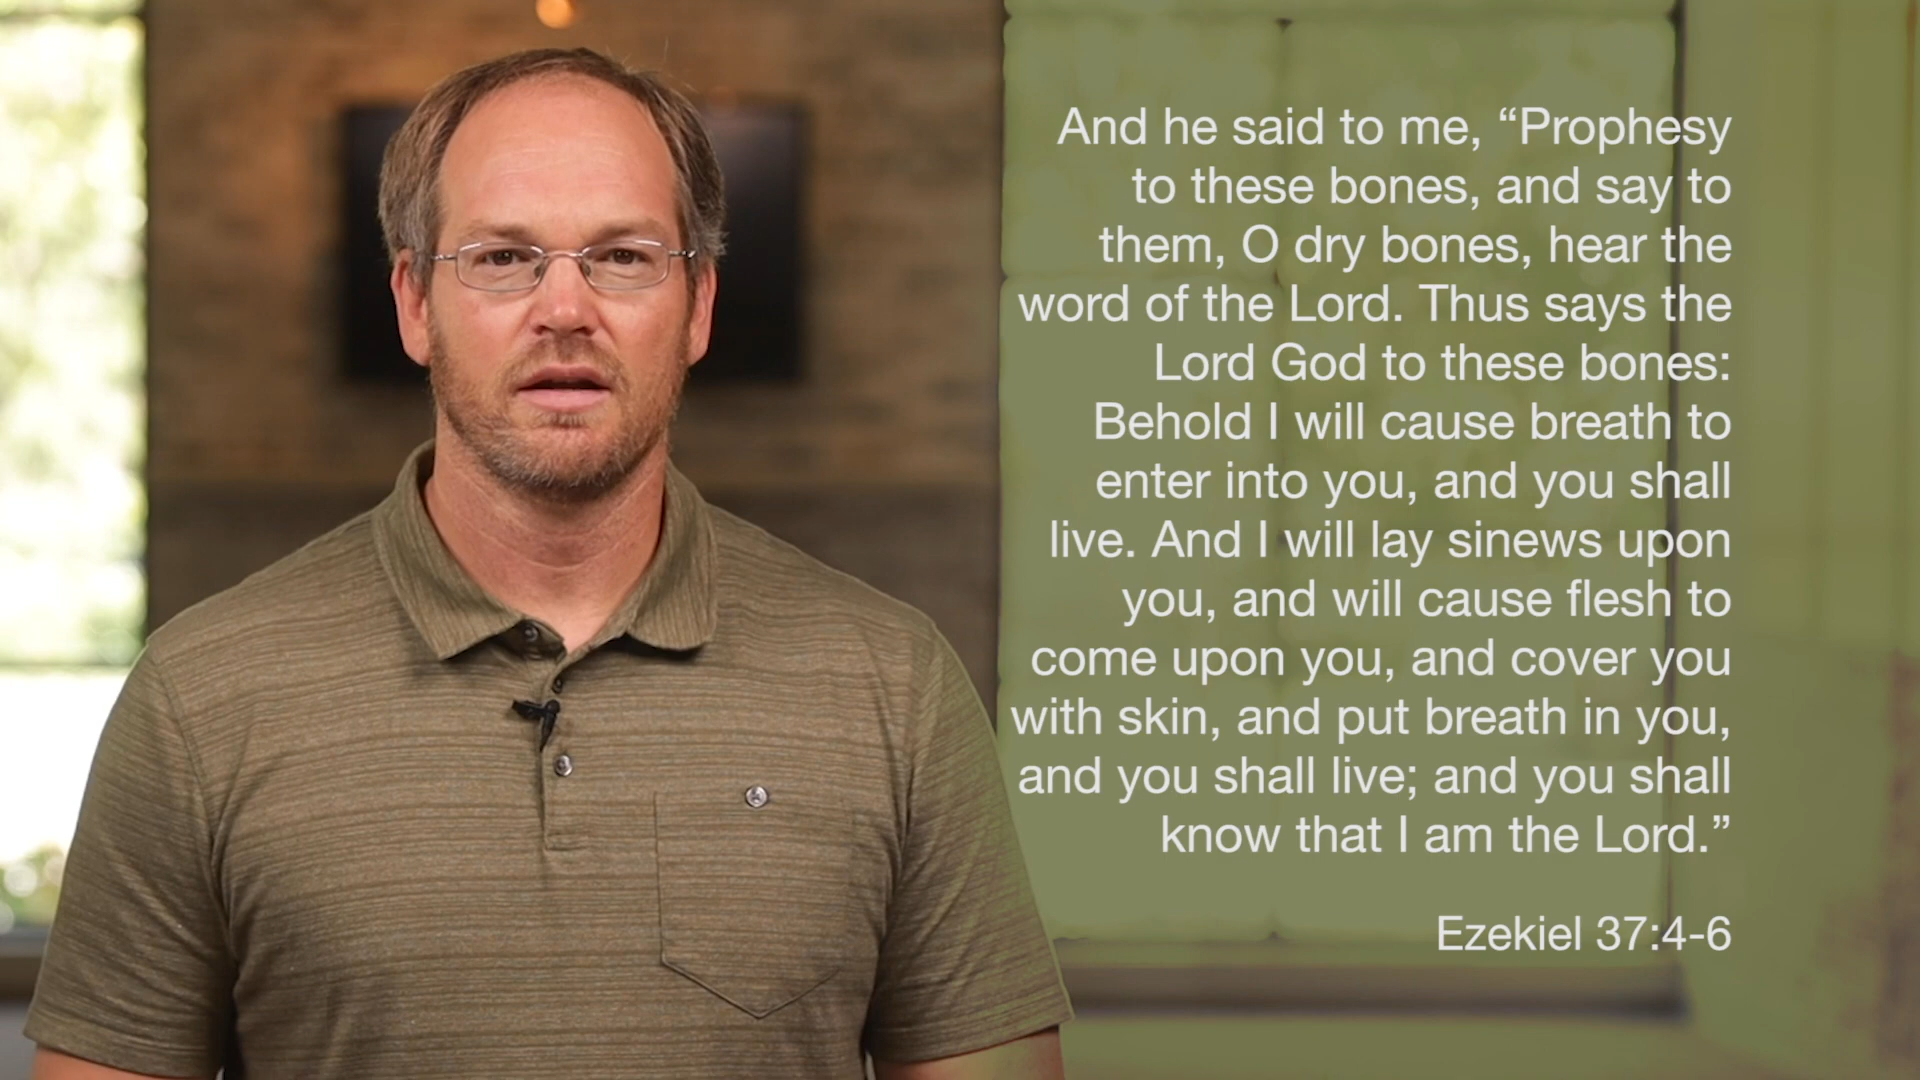 And he said to me, “Prophesy
to these bones, and say to
them, O dry bones, hear the
word of the Lord. Thus says the
Lord God to these bones:
Behold I will cause breath to
enter into you, and you shall
live. And I will lay sinews upon
you, and will cause flesh to
come upon you, and cover you
with skin, and put breath in you,
and you shall live; and you shall
know that I am the Lord.”
Ezekiel 37:4-6